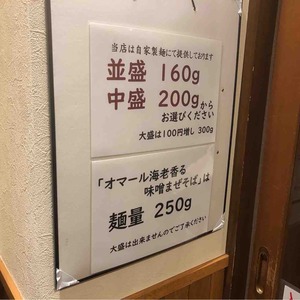 当店は自家製麺にて提供しております
並盛 160g
中盛 200gから
お選びください
大盛は100円増し 300g
「オマール海老香る
味噌まぜそば」は
麺量 250g
大盛は出来ませんのでご了承ください